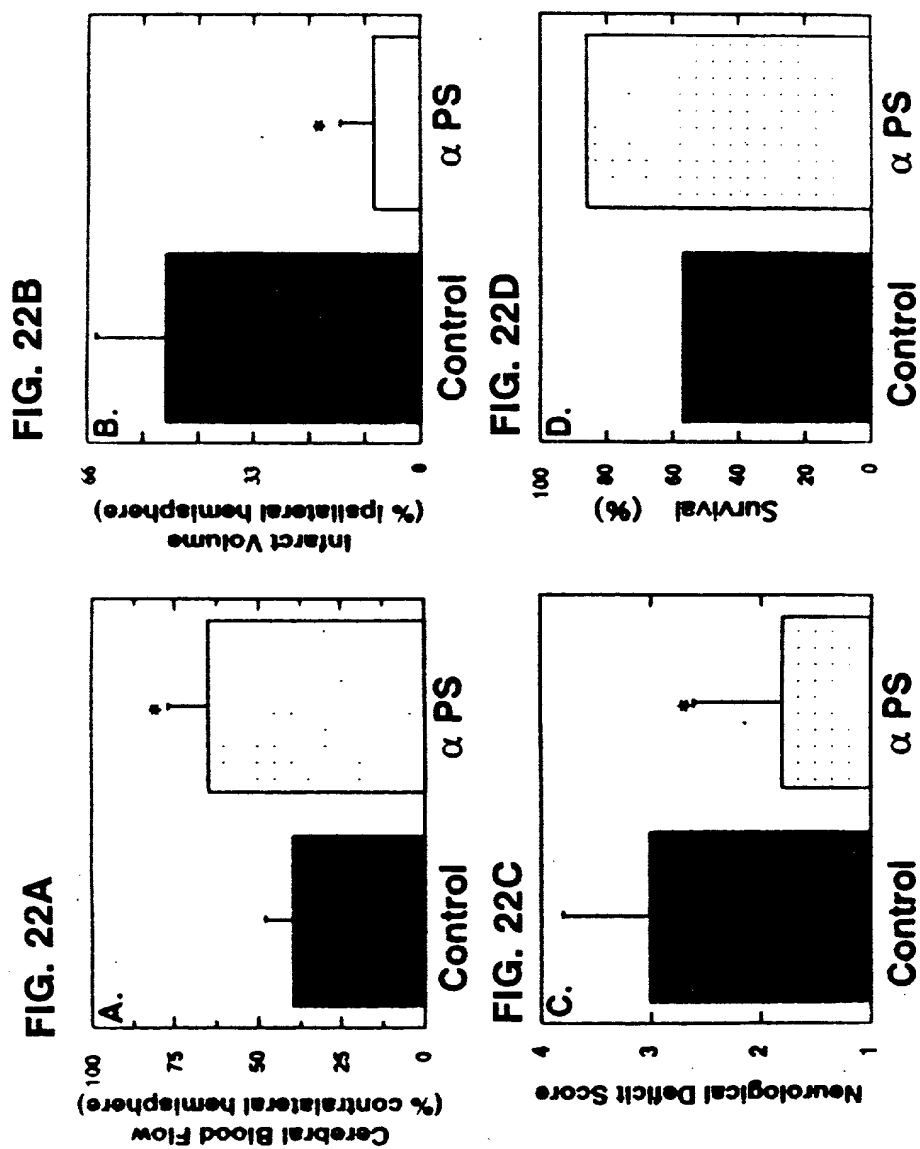 FIG. 22A
A.
Cerebral Blood Flow
(% contralateral hemisphere)
100
75
50
25
0
*
Control
α PS
FIG. 22B
B.
Infarct Volume
(% ipsilateral hemisphere)
66
33
0
*
Control
α PS
FIG. 22C
C.
Neurological Deficit Score
4
3
2
1
*
Control
α PS
FIG. 22D
D.
Survival
(%)
100
80
60
40
20
0
Control
α PS